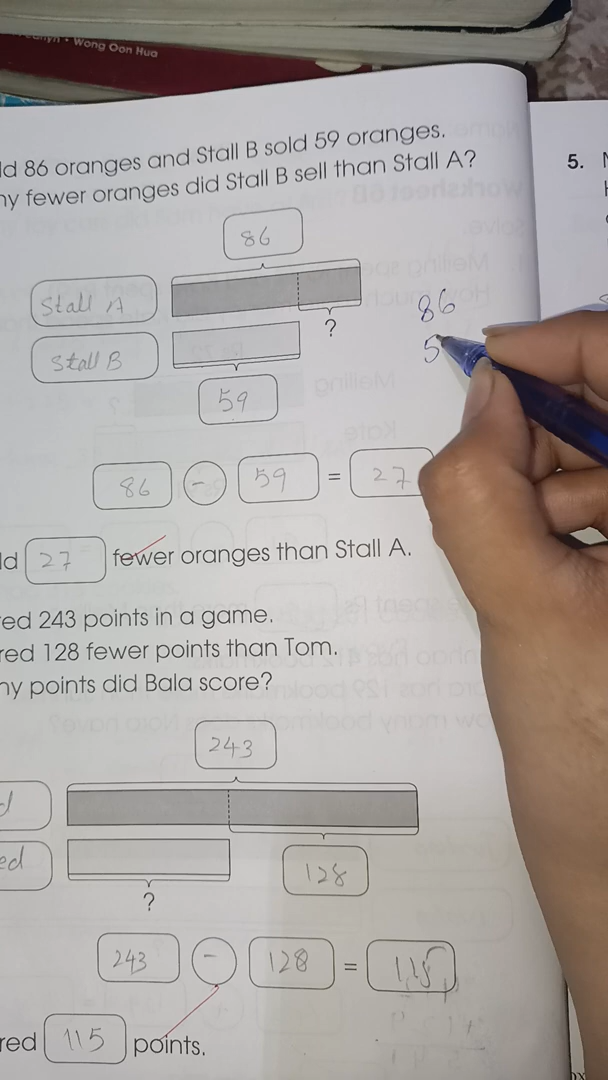 Wong Oon Hua
ld 86 oranges and Stall B sold 59 oranges.
ny fewer oranges did Stall B sell than Stall A?
5.
86
Stall A
?
86
Stall B
5
59
86 - 59 = 27
ld 27 fewer oranges than Stall A.
red 243 points in a game.
red 128 fewer points than Tom.
ny points did Bala score?
243
d
ed
128
?
243 - 128 = 115
red 115 points.